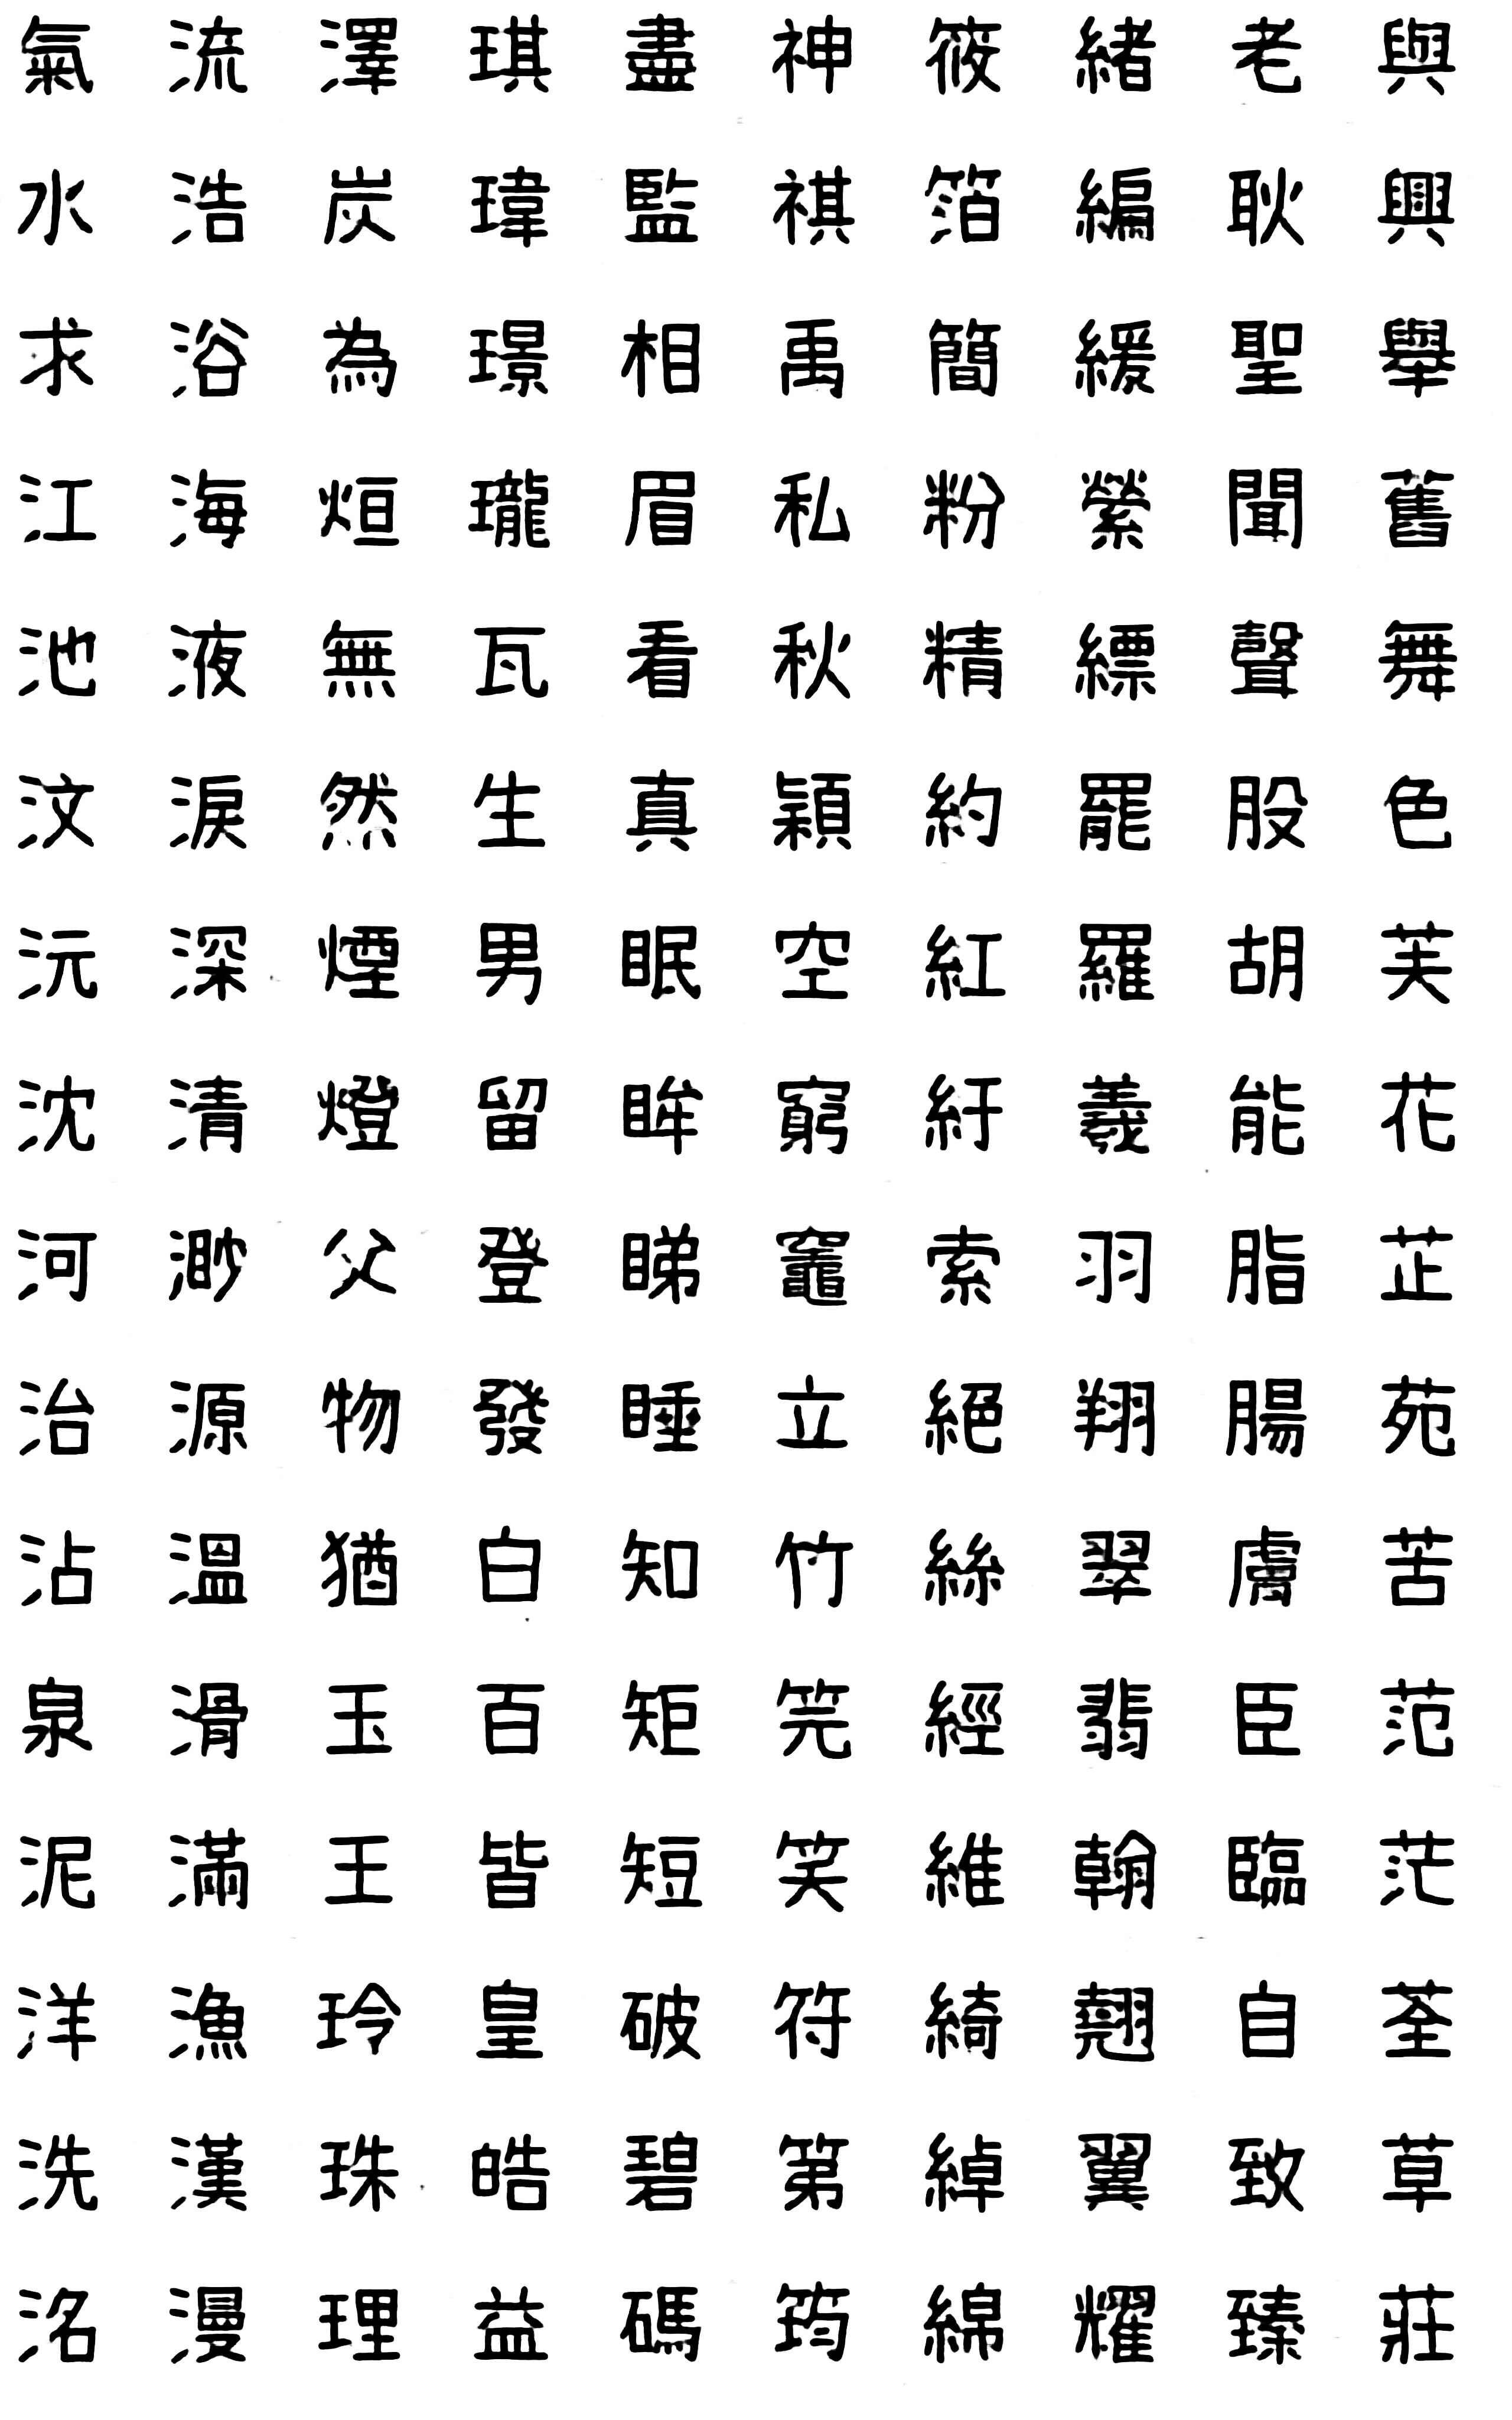 氣水求江池汶沅沈河治沾泉泥洋洗洺
流浩浴海液淚深清渺源溫滑滿漁漢漫
澤炭為烜無然煙燈父物猶玉王玲珠理
琪瑋璟瓏瓦生男留登發白百皆皇皓益
盡監相眉看真眠眸睇睡知矩短破碧碼
神祺禹私秋穎空窮竈立竹笎笑符第筠
筱箔簡粉精約紅紆索絕絲經維綺綽綿
緒編緩縈縹罷羅羲羽翔翠翡翰翹翼耀
老耿聖聞聲股胡能脂腸膚臣臨自致臻
與興舉舊舞色芙花芷苑苦范茫荃草莊